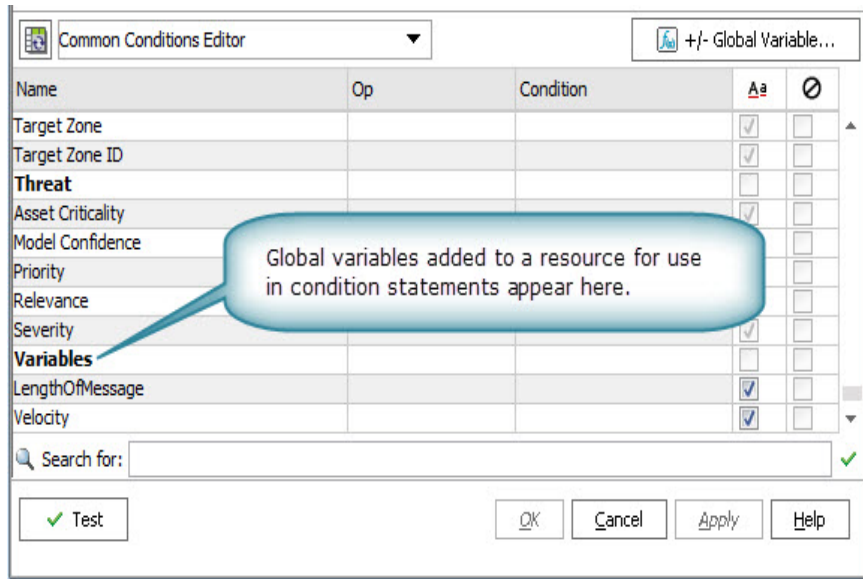 Common Conditions Editor
+/- Global Variable...
Name Op Condition Aa
Target Zone
Target Zone ID
Threat
Asset Criticality
Model Confidence
Priority
Relevance
Severity
Global variables added to a resource for use
in condition statements appear here.
Variables
LengthOfMessage
Velocity
Search for:
Test OK Cancel Apply Help